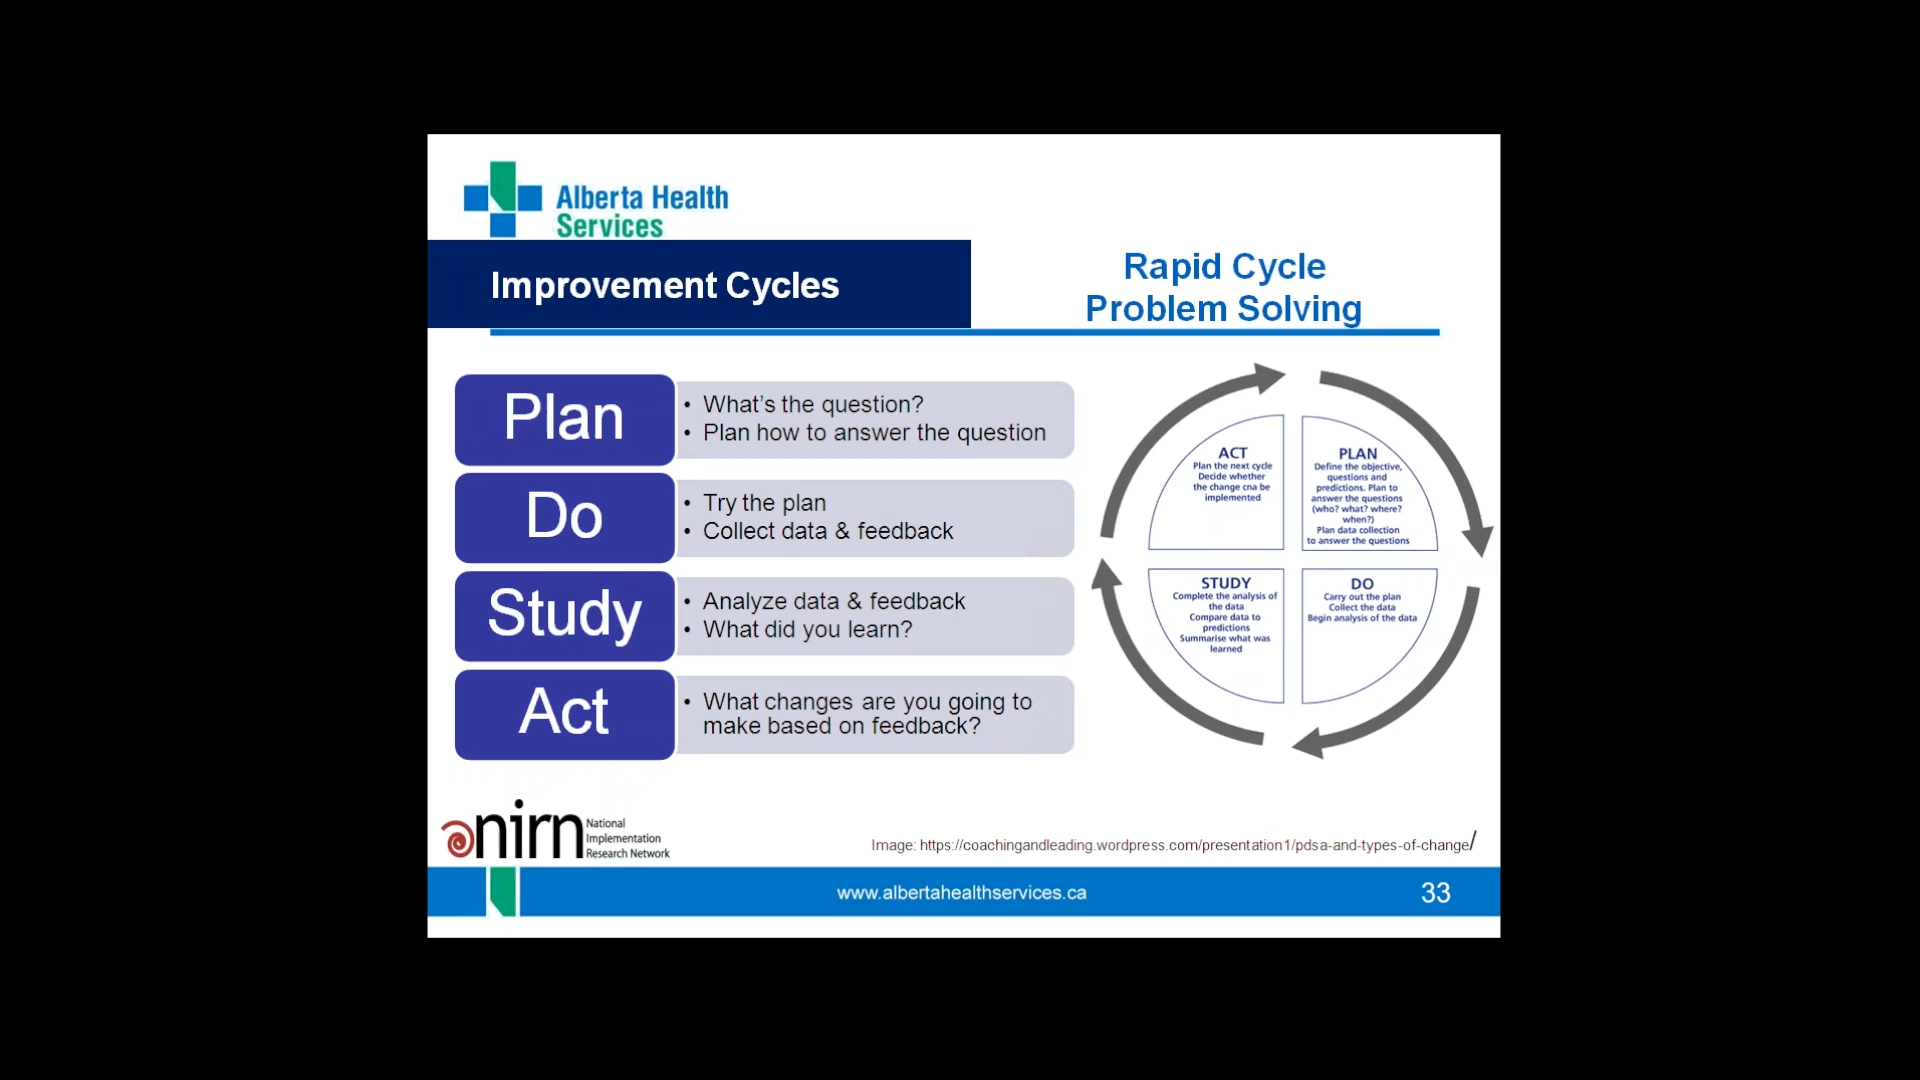 Alberta Health
Services
Improvement Cycles
Rapid Cycle
Problem Solving
Plan
• What's the question?
• Plan how to answer the question
Do
• Try the plan
• Collect data & feedback
Study
• Analyze data & feedback
• What did you learn?
Act
• What changes are you going to
make based on feedback?
ACT
Plan the next cycle
Decide whether
the change cna be
implemented
PLAN
Define the objective,
questions and
predictions. Plan to
answer the questions
(who? what? where?
when?)
Plan data collection
to answer the questions
STUDY
Complete the analysis of
the data
Compare data to
predictions
Summarise what was
learned
DO
Carry out the plan
Collect the data
Begin analysis of the data
nirn
National
Implementation
Research Network
Image: https://coachingandleading.wordpress.com/presentation1/pdsa-and-types-of-change/
www.albertahealthservices.ca
33